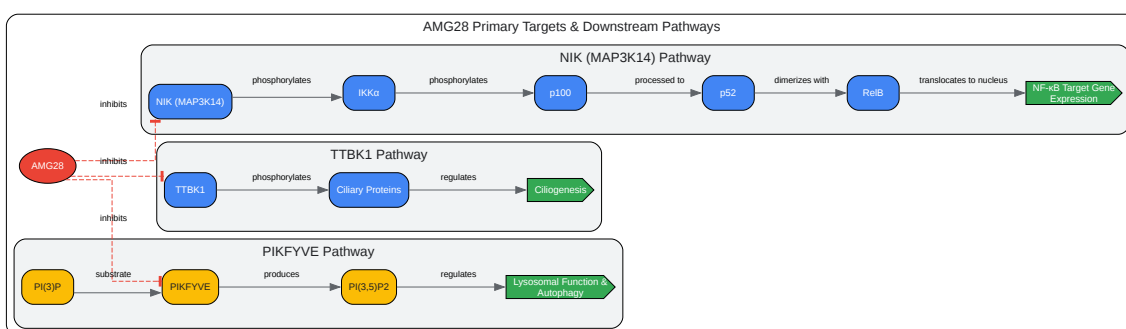 AMG28 Primary Targets & Downstream Pathways
NIK (MAP3K14) Pathway
phosphorylates
phosphorylates
processed to
dimerizes with
translocates to nucleus
inhibits
NIK (MAP3K14)
IKKα
p100
p52
RelB
NF-κB Target Gene
Expression
TTBK1 Pathway
AMG28
inhibits
phosphorylates
regulates
TTBK1
Ciliary Proteins
Ciliogenesis
inhibits
PIKFYVE Pathway
substrate
produces
regulates
PI(3)P
PIKFYVE
PI(3,5)P2
Lysosomal Function &
Autophagy